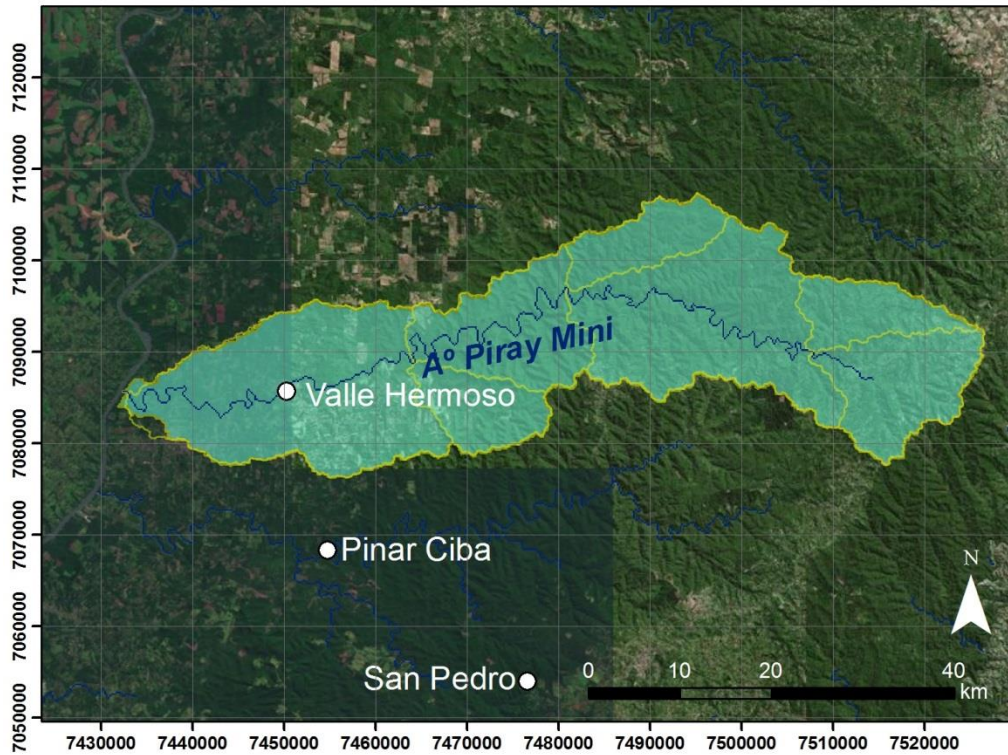 7120000
7110000
7100000
7090000
7080000
7070000
7060000
7050000
Aº Piray Mini
Valle Hermoso
Pinar Ciba
San Pedro
N
0 10 20 40
km
7430000 7440000 7450000 7460000 7470000 7480000 7490000 7500000 7510000 7520000